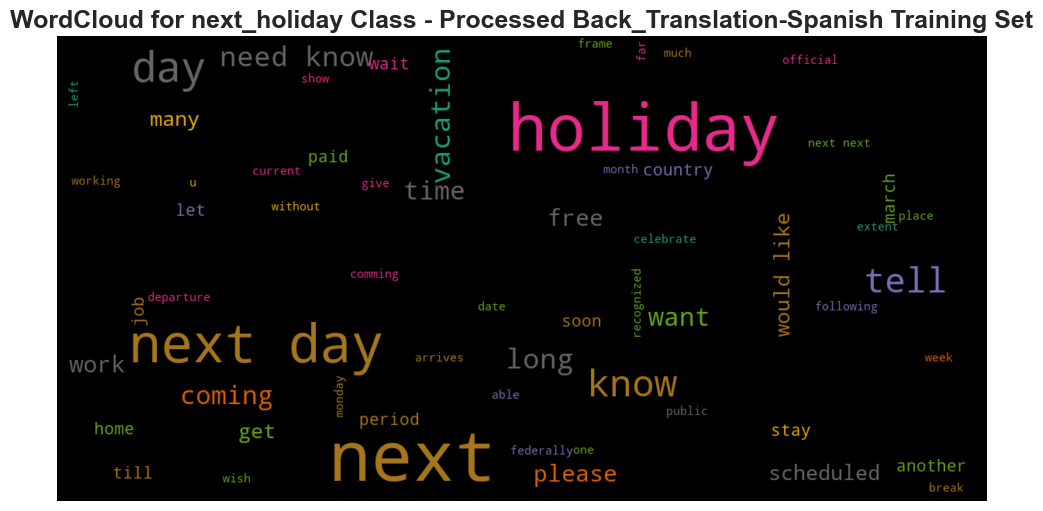 WordCloud for next_holiday Class - Processed Back_Translation-Spanish Training Set
frame
far
much
official
day
need know
wait
show
left
vacation
many
holiday
paid
next next
current
month
country
working
u
give
time
march
let
without
free
place
extent
celebrate
would like
comming
tell
departure
date
recognized
following
job
soon
want
next day
work
arrives
long
week
coming
monday
able
know
public
home
get
period
stay
next
federally
one
till
wish
please
scheduled
another
break